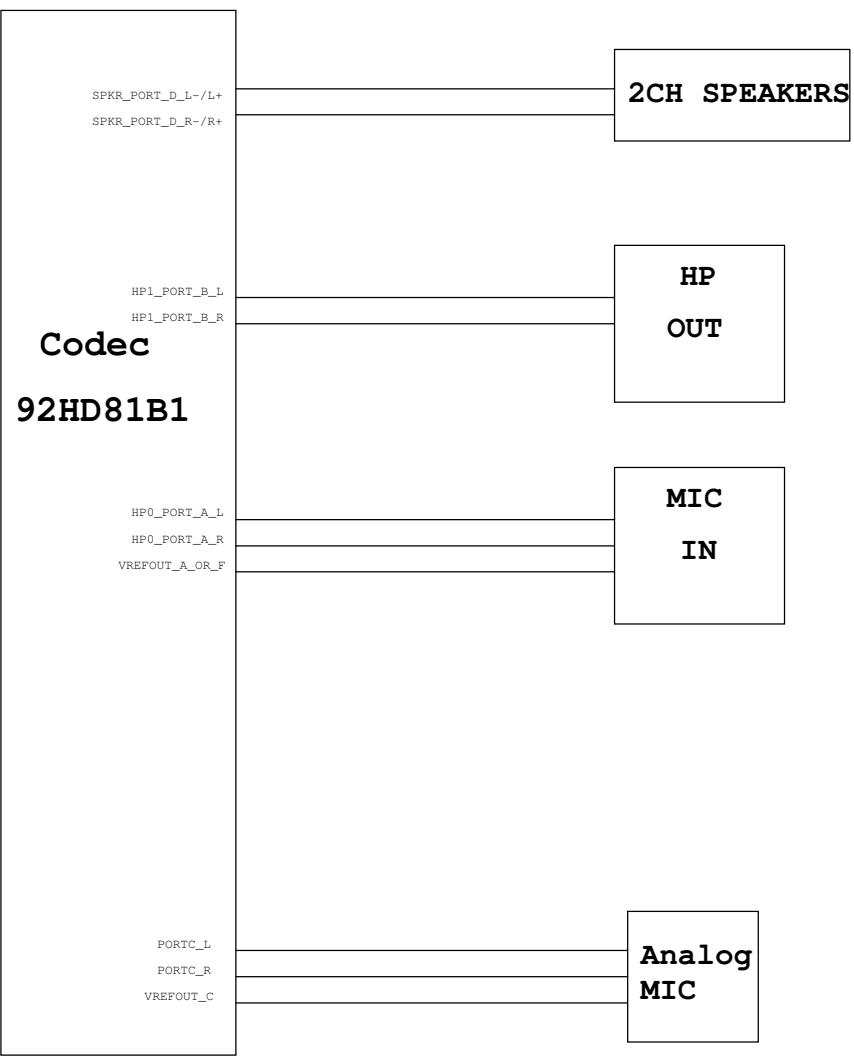 SPKR_PORT_D_L-/L+
SPKR_PORT_D_R-/R+
2CH SPEAKERS
HP1_PORT_B_L
HP1_PORT_B_R
HP
OUT
Codec
92HD81B1
HP0_PORT_A_L
HP0_PORT_A_R
VREFOUT_A_OR_F
MIC
IN
PORTC_L
PORTC_R
VREFOUT_C
Analog
MIC